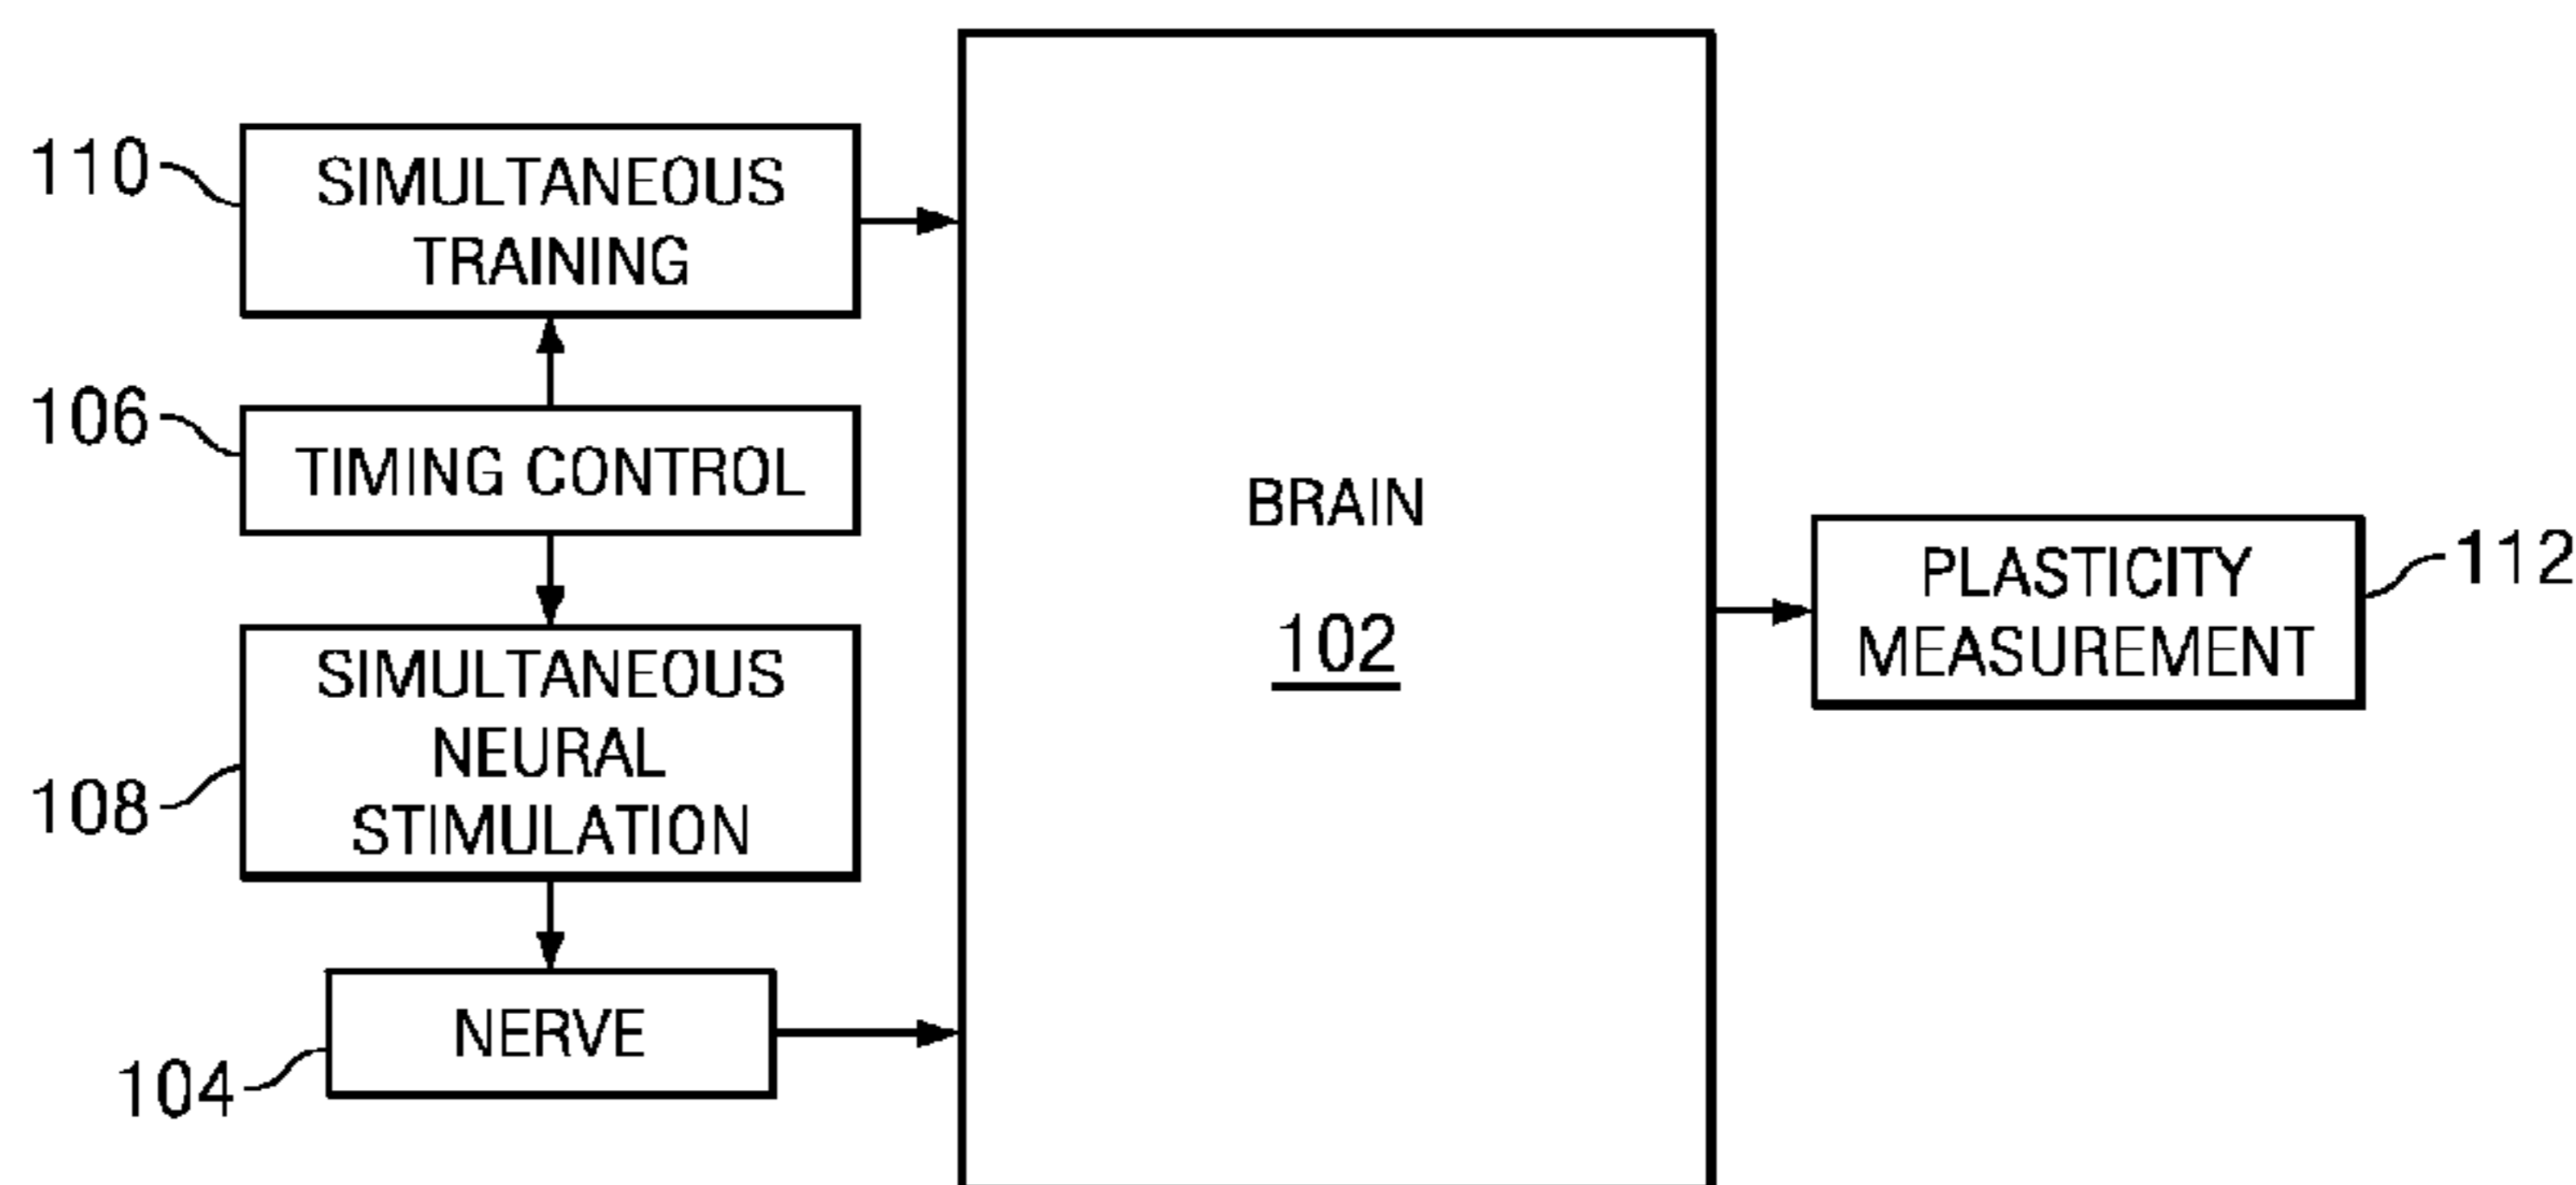 110
SIMULTANEOUS
TRAINING
106
TIMING CONTROL
108
SIMULTANEOUS
NEURAL
STIMULATION
104
NERVE
BRAIN
102
PLASTICITY
MEASUREMENT
112